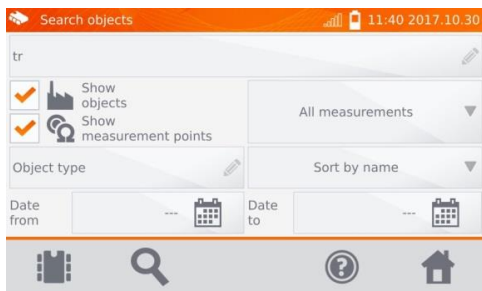 Search objects 11:40 2017.10.30
tr
Show
objects
All measurements
Show
measurement points
Object type
Sort by name
Date
from
---
Date
to
---